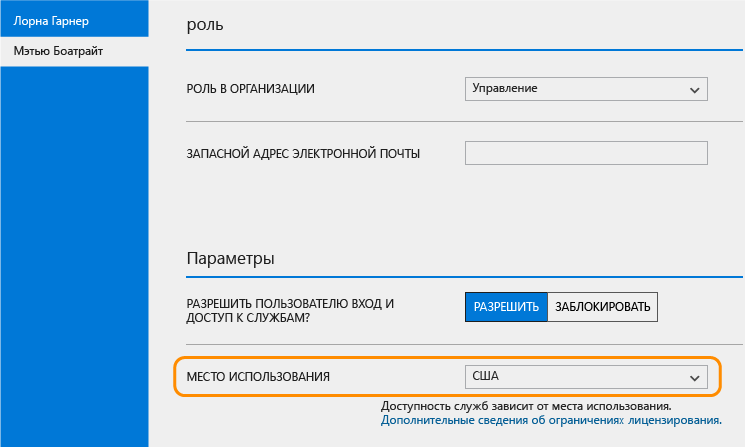 Лорна Гарнер
Мэтью Боатрайт
роль
РОЛЬ В ОРГАНИЗАЦИИ
Управление
ЗАПАСНОЙ АДРЕС ЭЛЕКТРОННОЙ ПОЧТЫ
Параметры
РАЗРЕШИТЬ ПОЛЬЗОВАТЕЛЮ ВХОД И
ДОСТУП К СЛУЖБАМ?
РАЗРЕШИТЬ
ЗАБЛОКИРОВАТЬ
МЕСТО ИСПОЛЬЗОВАНИЯ
США
Доступность служб зависит от места использования.
Дополнительные сведения об ограничениях лицензирования.